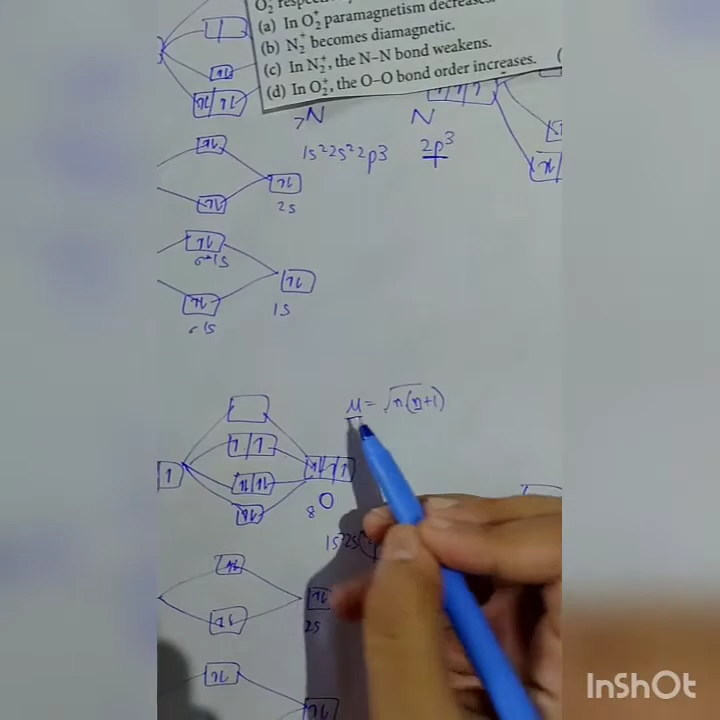 (a) In O₂⁺ paramagnetism decreases.
(b) N₂⁺ becomes diamagnetic.
(c) In N₂⁺, the N–N bond weakens.
(d) In O₂⁺, the O–O bond order increases.
₇N N
1s²2s²2p3 2p³
2s
σ*1s
1s
σ1s
μ = √n(n+1)
₈O
1s²2s²2p
2s
InShOt